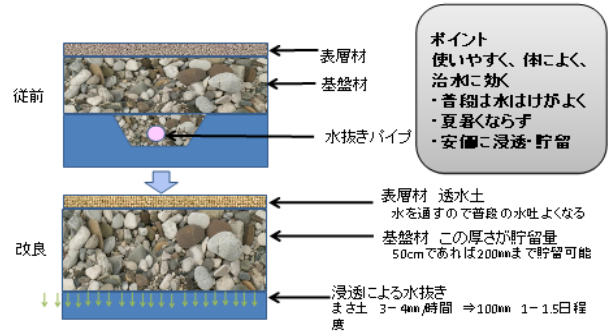 従前
表層材
基盤材
水抜きパイプ
ポイント
使いやすく、体によく、
治水に効く
・普段は水はけがよく
・夏暑くならず
・安価に浸透・貯留
改良
表層材 透水土
水を通すので普段の水吐よくなる
基盤材 この厚さが貯留量
50cmであれば200mmまで貯留可能
浸透による水抜き
まさ土 3-4mm/時間 ⇒100mm 1-1.5日程
度